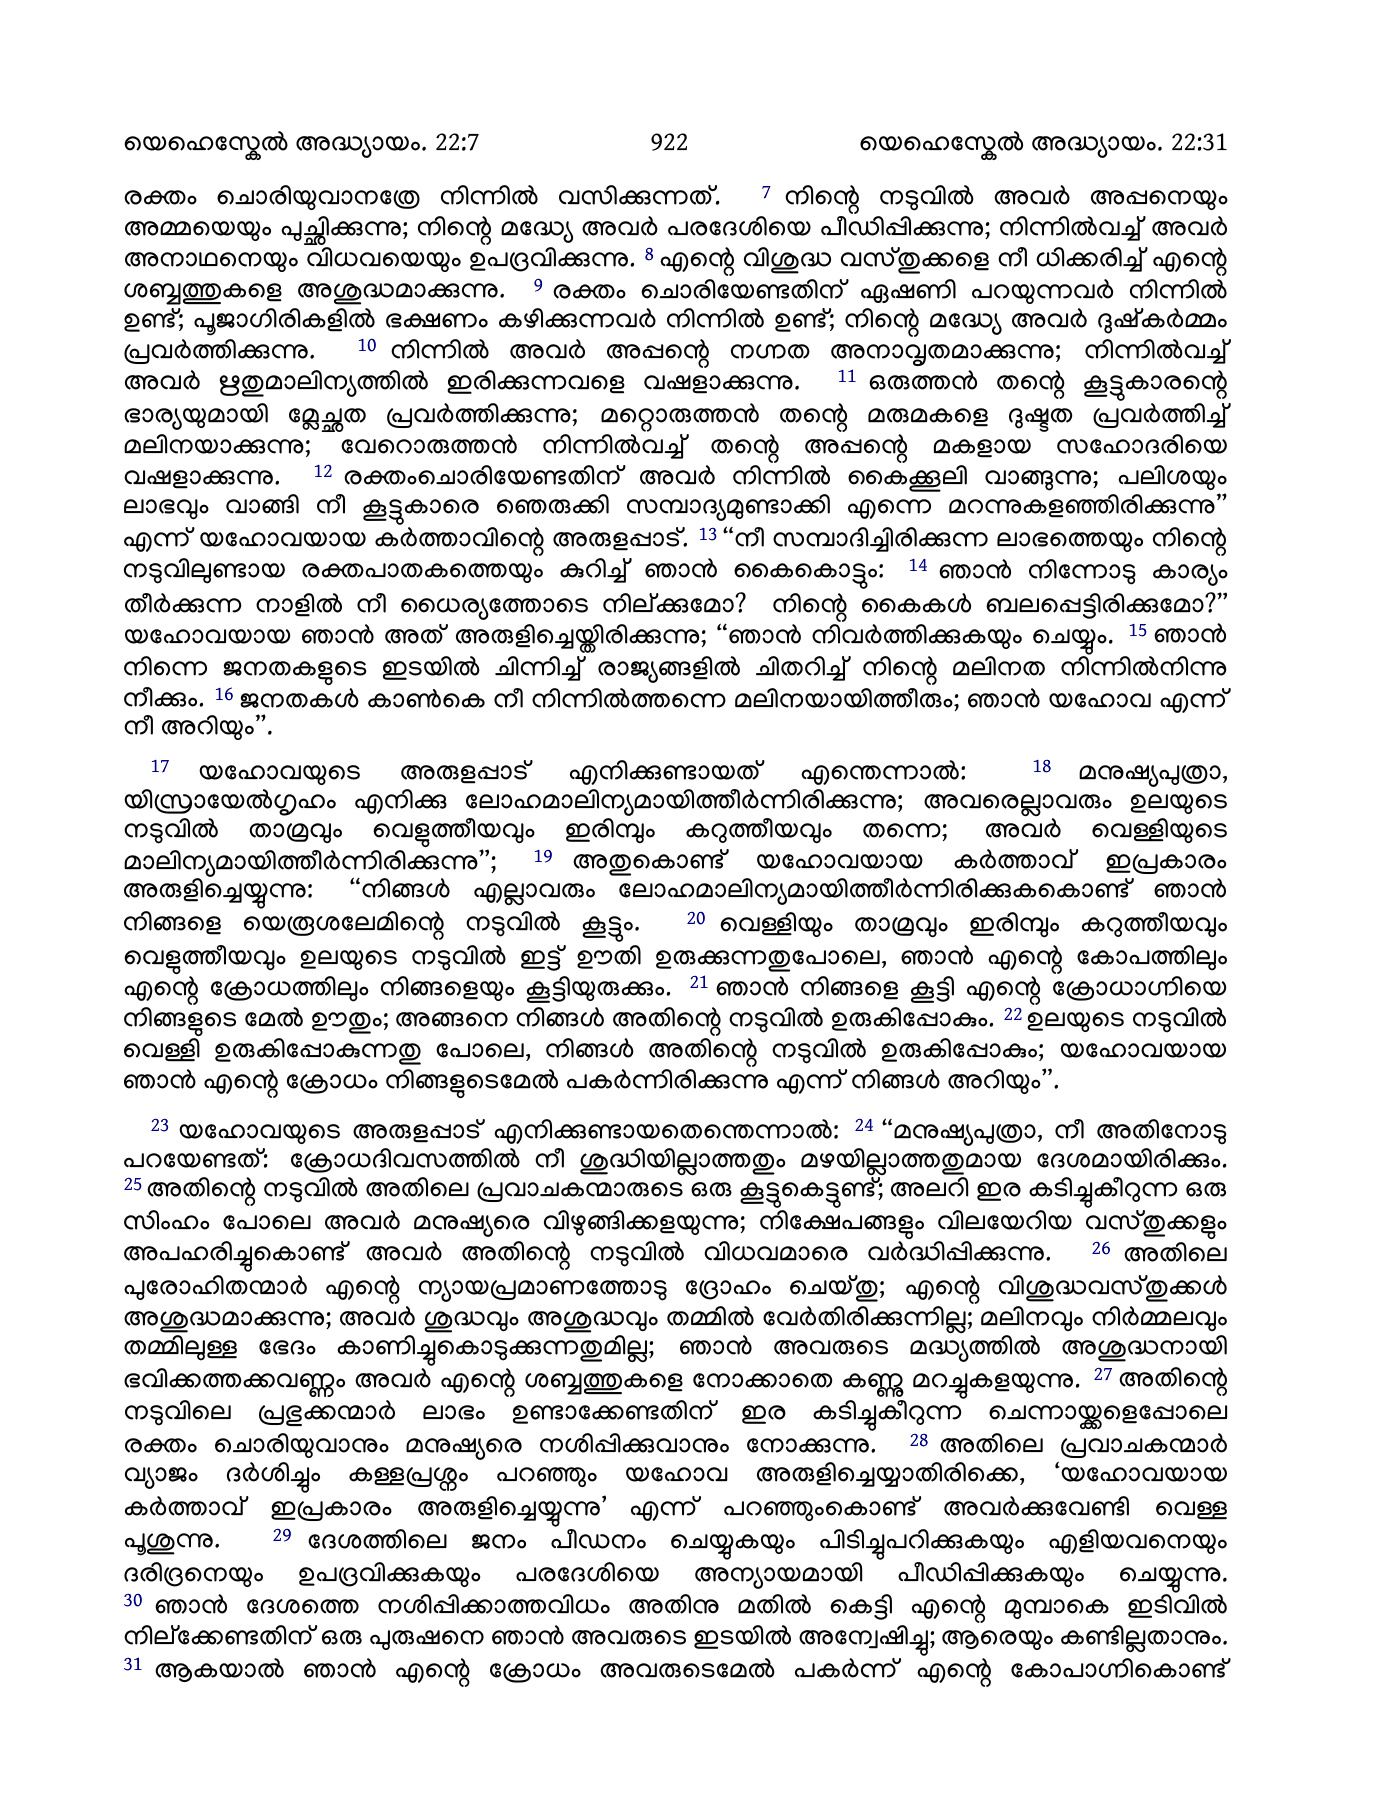 യെഹെസ്കേൽ അദ്ധ്യായം. 22:7 922 യെഹെസ്കേൽ അദ്ധ്യായം. 22:31
രക്തം ചൊരിയുവാനത്രേ നിന്നിൽ വസിക്കുന്നത്. 7 നിന്റെ നടുവിൽ അവർ അപ്പനെയും
അമ്മയെയും പുച്ഛിക്കുന്നു; നിന്റെ മദ്ധ്യേ അവർ പരദേശിയെ പീഡിപ്പിക്കുന്നു; നിന്നിൽവച്ച് അവർ
അനാഥനെയും വിധവയെയും ഉപദ്രവിക്കുന്നു. 8 എന്റെ വിശുദ്ധ വസ്തുക്കളെ നീ ധിക്കരിച്ച് എന്റെ
ശബ്ബത്തുകളെ അശുദ്ധമാക്കുന്നു. 9 രക്തം ചൊരിയേണ്ടതിന് ഏഷണി പറയുന്നവർ നിന്നിൽ
ഉണ്ട്; പൂജാഗിരികളിൽ ഭക്ഷണം കഴിക്കുന്നവർ നിന്നിൽ ഉണ്ട്; നിന്റെ മദ്ധ്യേ അവർ ദുഷ്കർമ്മം
പ്രവർത്തിക്കുന്നു. 10 നിന്നിൽ അവർ അപ്പന്റെ നഗ്നത അനാവൃതമാക്കുന്നു; നിന്നിൽവച്ച്
അവർ ഋതുമാലിന്യത്തിൽ ഇരിക്കുന്നവളെ വഷളാക്കുന്നു. 11 ഒരുത്തൻ തന്റെ കൂട്ടുകാരന്റെ
ഭാര്യയുമായി മ്ലേച്ഛത പ്രവർത്തിക്കുന്നു; മറ്റൊരുത്തൻ തന്റെ മരുമകളെ ദുഷ്ടത പ്രവർത്തിച്ച്
മലിനയാക്കുന്നു; വേറൊരുത്തൻ നിന്നിൽവച്ച് തന്റെ അപ്പന്റെ മകളായ സഹോദരിയെ
വഷളാക്കുന്നു. 12 രക്തംചൊരിയേണ്ടതിന് അവർ നിന്നിൽ കൈക്കൂലി വാങ്ങുന്നു; പലിശയും
ലാഭവും വാങ്ങി നീ കൂട്ടുകാരെ ഞെരുക്കി സമ്പാദ്യമുണ്ടാക്കി എന്നെ മറന്നുകളഞ്ഞിരിക്കുന്നു”
എന്ന് യഹോവയായ കർത്താവിന്റെ അരുളപ്പാട്. 13 “നീ സമ്പാദിച്ചിരിക്കുന്ന ലാഭത്തെയും നിന്റെ
നടുവിലുണ്ടായ രക്തപാതകത്തെയും കുറിച്ച് ഞാൻ കൈകൊട്ടും: 14 ഞാൻ നിന്നോടു കാര്യം
തീർക്കുന്ന നാളിൽ നീ ധൈര്യത്തോടെ നില്ക്കുമോ? നിന്റെ കൈകൾ ബലപ്പെട്ടിരിക്കുമോ?”
യഹോവയായ ഞാൻ അത് അരുളിച്ചെയ്തിരിക്കുന്നു; “ഞാൻ നിവർത്തിക്കുകയും ചെയ്യും. 15 ഞാൻ
നിന്നെ ജനതകളുടെ ഇടയിൽ ചിന്നിച്ച് രാജ്യങ്ങളിൽ ചിതറിച്ച് നിന്റെ മലിനത നിന്നിൽനിന്നു
നീക്കും. 16 ജനതകൾ കാൺകെ നീ നിന്നിൽത്തന്നെ മലിനയായിത്തീരും; ഞാൻ യഹോവ എന്ന്
നീ അറിയും”.
17 യഹോവയുടെ അരുളപ്പാട് എനിക്കുണ്ടായത് എന്തെന്നാൽ: 18 മനുഷ്യപുത്രാ,
യിസ്രായേൽഗൃഹം എനിക്കു ലോഹമാലിന്യമായിത്തീർന്നിരിക്കുന്നു; അവരെല്ലാവരും ഉലയുടെ
നടുവിൽ താമ്രവും വെളുത്തീയവും ഇരിമ്പും കറുത്തീയവും തന്നെ; അവർ വെള്ളിയുടെ
മാലിന്യമായിത്തീർന്നിരിക്കുന്നു”; 19 അതുകൊണ്ട് യഹോവയായ കർത്താവ് ഇപ്രകാരം
അരുളിച്ചെയ്യുന്നു: “നിങ്ങൾ എല്ലാവരും ലോഹമാലിന്യമായിത്തീർന്നിരിക്കുകകൊണ്ട് ഞാൻ
നിങ്ങളെ യെരൂശലേമിന്റെ നടുവിൽ കൂട്ടും. 20 വെള്ളിയും താമ്രവും ഇരിമ്പും കറുത്തീയവും
വെളുത്തീയവും ഉലയുടെ നടുവിൽ ഇട്ട് ഊതി ഉരുക്കുന്നതുപോലെ, ഞാൻ എന്റെ കോപത്തിലും
എന്റെ ക്രോധത്തിലും നിങ്ങളെയും കൂട്ടിയുരുക്കും. 21 ഞാൻ നിങ്ങളെ കൂട്ടി എന്റെ ക്രോധാഗ്നിയെ
നിങ്ങളുടെ മേൽ ഊതും; അങ്ങനെ നിങ്ങൾ അതിന്റെ നടുവിൽ ഉരുകിപ്പോകും. 22 ഉലയുടെ നടുവിൽ
വെള്ളി ഉരുകിപ്പോകുന്നതു പോലെ, നിങ്ങൾ അതിന്റെ നടുവിൽ ഉരുകിപ്പോകും; യഹോവയായ
ഞാൻ എന്റെ ക്രോധം നിങ്ങളുടെമേൽ പകർന്നിരിക്കുന്നു എന്ന് നിങ്ങൾ അറിയും”.
23 യഹോവയുടെ അരുളപ്പാട് എനിക്കുണ്ടായതെന്തെന്നാൽ: 24 “മനുഷ്യപുത്രാ, നീ അതിനോടു
പറയേണ്ടത്: ക്രോധദിവസത്തിൽ നീ ശുദ്ധിയില്ലാത്തതും മഴയില്ലാത്തതുമായ ദേശമായിരിക്കും.
25 അതിന്റെ നടുവിൽ അതിലെ പ്രവാചകന്മാരുടെ ഒരു കൂട്ടുകെട്ടുണ്ട്; അലറി ഇര കടിച്ചുകീറുന്ന ഒരു
സിംഹം പോലെ അവർ മനുഷ്യരെ വിഴുങ്ങിക്കളയുന്നു; നിക്ഷേപങ്ങളും വിലയേറിയ വസ്തുക്കളും
അപഹരിച്ചുകൊണ്ട് അവർ അതിന്റെ നടുവിൽ വിധവമാരെ വർദ്ധിപ്പിക്കുന്നു. 26 അതിലെ
പുരോഹിതന്മാർ എന്റെ ന്യായപ്രമാണത്തോടു ദ്രോഹം ചെയ്തു; എന്റെ വിശുദ്ധവസ്തുക്കൾ
അശുദ്ധമാക്കുന്നു; അവർ ശുദ്ധവും അശുദ്ധവും തമ്മിൽ വേർതിരിക്കുന്നില്ല; മലിനവും നിർമ്മലവും
തമ്മിലുള്ള ഭേദം കാണിച്ചുകൊടുക്കുന്നതുമില്ല; ഞാൻ അവരുടെ മദ്ധ്യത്തിൽ അശുദ്ധനായി
ഭവിക്കത്തക്കവണ്ണം അവർ എന്റെ ശബ്ബത്തുകളെ നോക്കാതെ കണ്ണു മറച്ചുകളയുന്നു. 27 അതിന്റെ
നടുവിലെ പ്രഭുക്കന്മാർ ലാഭം ഉണ്ടാക്കേണ്ടതിന് ഇര കടിച്ചുകീറുന്ന ചെന്നായ്ക്കളെപ്പോലെ
രക്തം ചൊരിയുവാനും മനുഷ്യരെ നശിപ്പിക്കുവാനും നോക്കുന്നു. 28 അതിലെ പ്രവാചകന്മാർ
വ്യാജം ദർശിച്ചും കള്ളപ്രശ്നം പറഞ്ഞും യഹോവ അരുളിച്ചെയ്യാതിരിക്കെ, ‘യഹോവയായ
കർത്താവ് ഇപ്രകാരം അരുളിച്ചെയ്യുന്നു’ എന്ന് പറഞ്ഞുംകൊണ്ട് അവർക്കുവേണ്ടി വെള്ള
പൂശുന്നു. 29 ദേശത്തിലെ ജനം പീഡനം ചെയ്യുകയും പിടിച്ചുപറിക്കുകയും എളിയവനെയും
ദരിദ്രനെയും ഉപദ്രവിക്കുകയും പരദേശിയെ അന്യായമായി പീഡിപ്പിക്കുകയും ചെയ്യുന്നു.
30 ഞാൻ ദേശത്തെ നശിപ്പിക്കാത്തവിധം അതിനു മതിൽ കെട്ടി എന്റെ മുമ്പാകെ ഇടിവിൽ
നില്ക്കേണ്ടതിന് ഒരു പുരുഷനെ ഞാൻ അവരുടെ ഇടയിൽ അന്വേഷിച്ചു; ആരെയും കണ്ടില്ലതാനും.
31 ആകയാൽ ഞാൻ എന്റെ ക്രോധം അവരുടെമേൽ പകർന്ന് എന്റെ കോപാഗ്നികൊണ്ട്